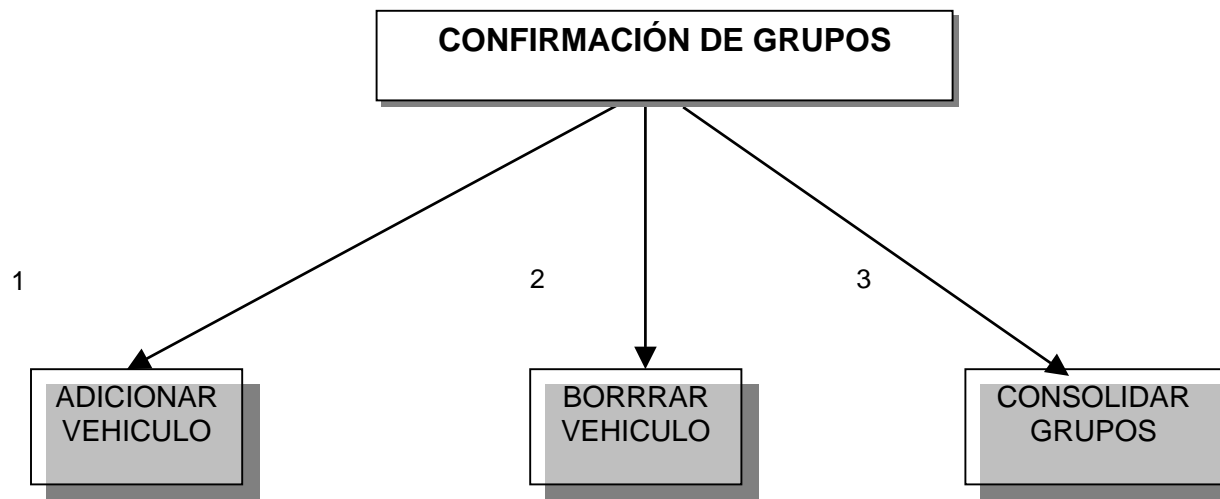 CONFIRMACIÓN DE GRUPOS
1
2
3
ADICIONAR
VEHICULO
BORRRAR
VEHICULO
CONSOLIDAR
GRUPOS